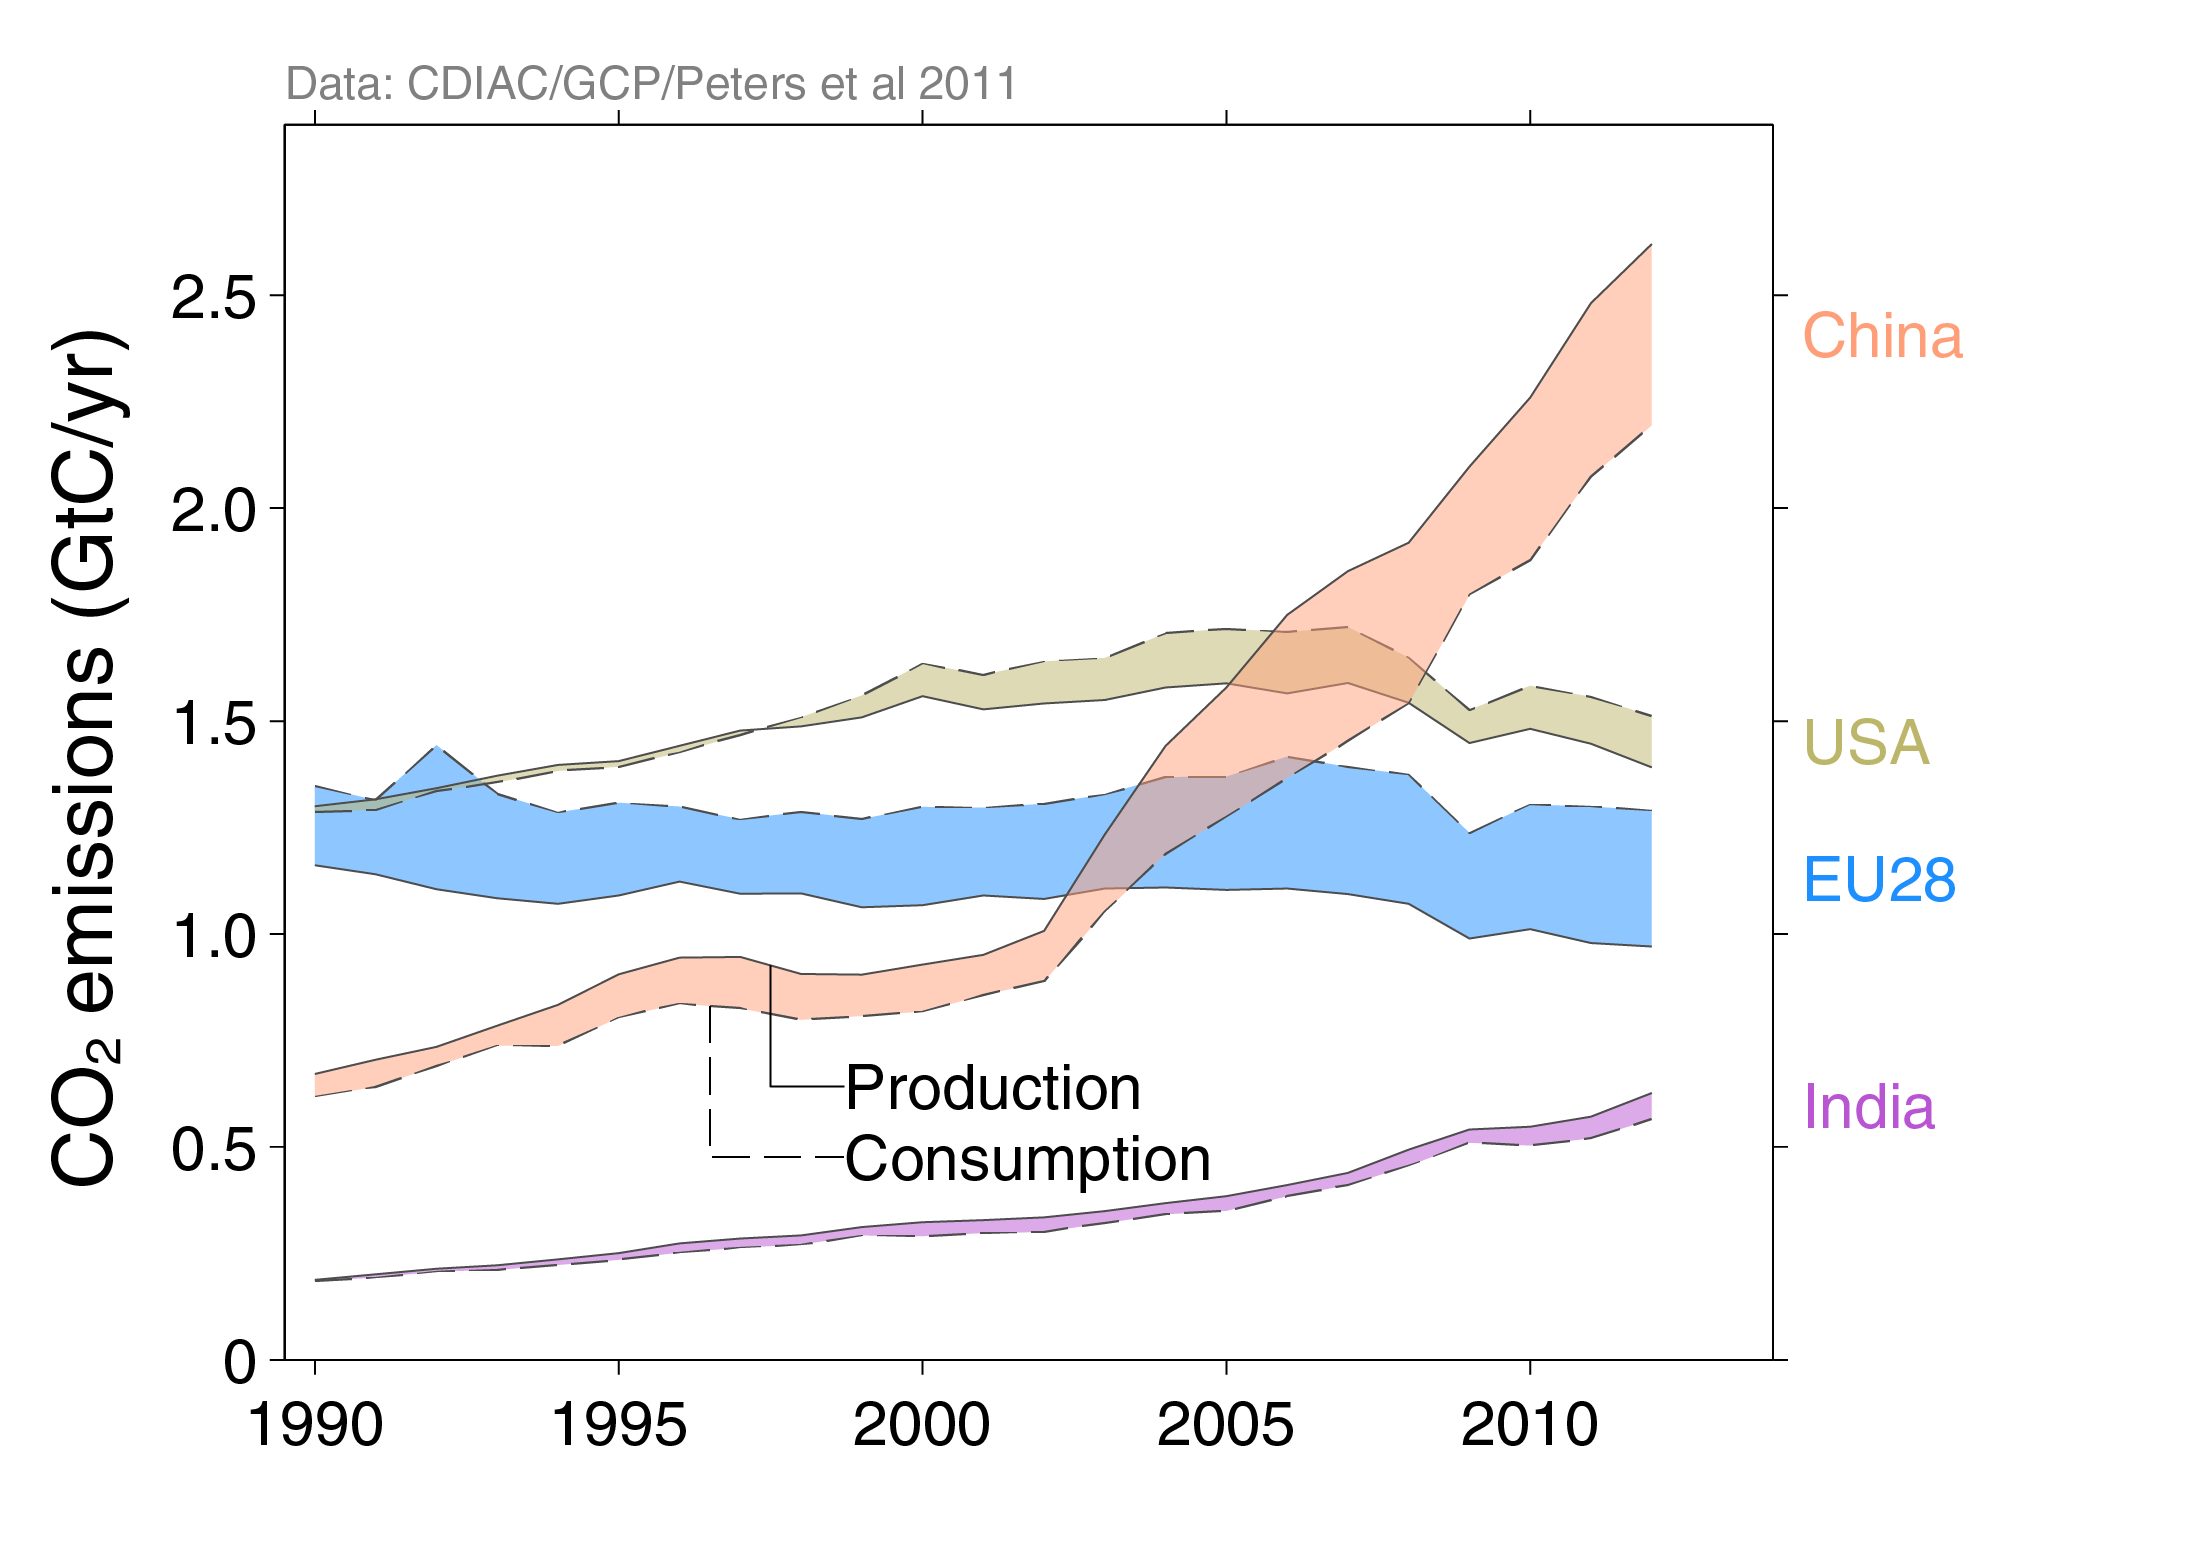 Data: CDIAC/GCP/Peters et al 2011
CO₂ emissions (GtC/yr)
2.5
2.0
1.5
1.0
0.5
0
1990 1995 2000 2005 2010
China
USA
EU28
India
Production
Consumption